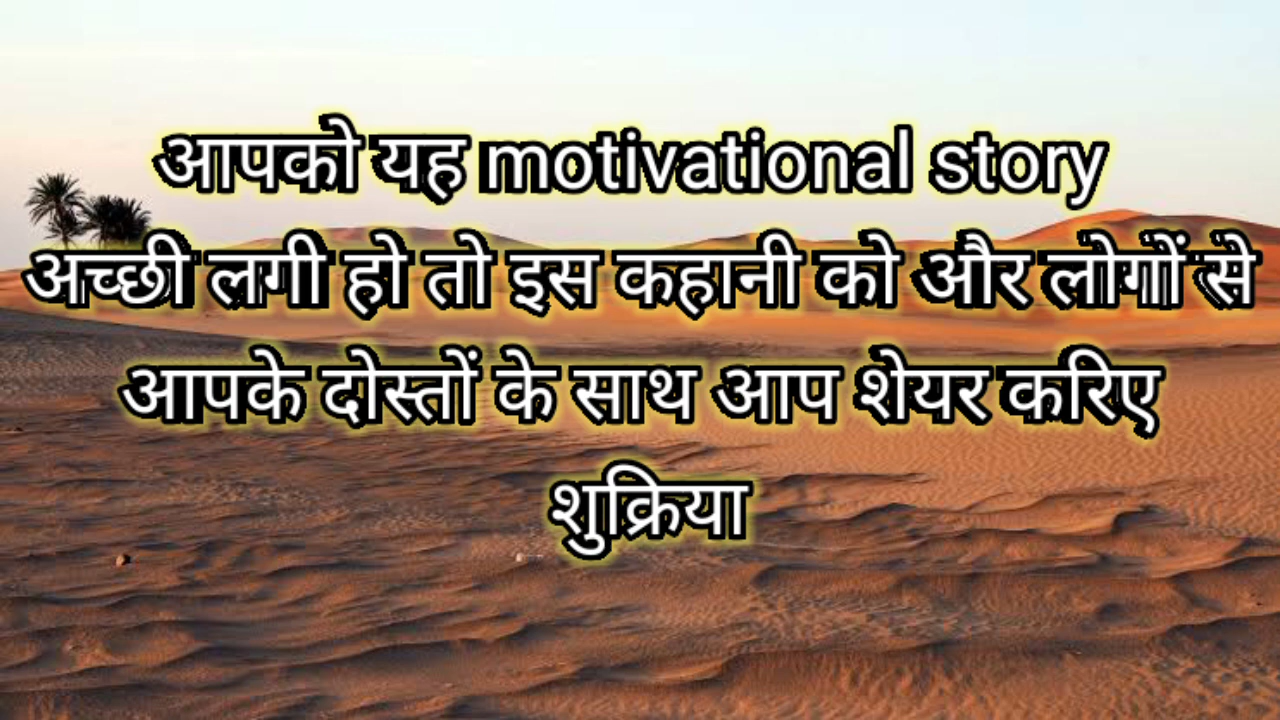 आपको यह motivational story
अच्छी लगी हो तो इस कहानी को और लोगों से
आपके दोस्तों के साथ आप शेयर करिए
शुक्रिया